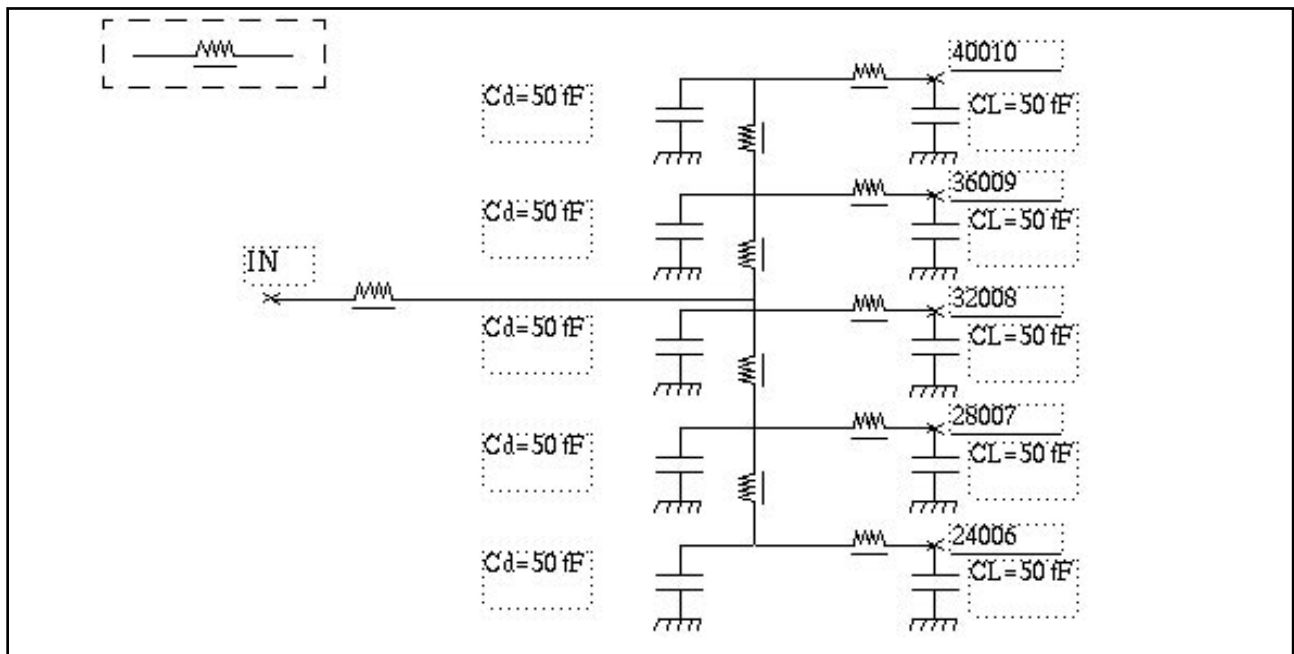 40010
Cd=50 fF
CL=50 fF
36009
Cd=50 fF
CL=50 fF
IN
32008
Cd=50 fF
CL=50 fF
28007
Cd=50 fF
CL=50 fF
24006
Cd=50 fF
CL=50 fF